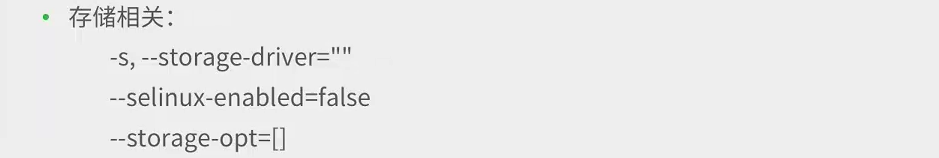 • 存储相关：
-s, --storage-driver=""
--selinux-enabled=false
--storage-opt=[]